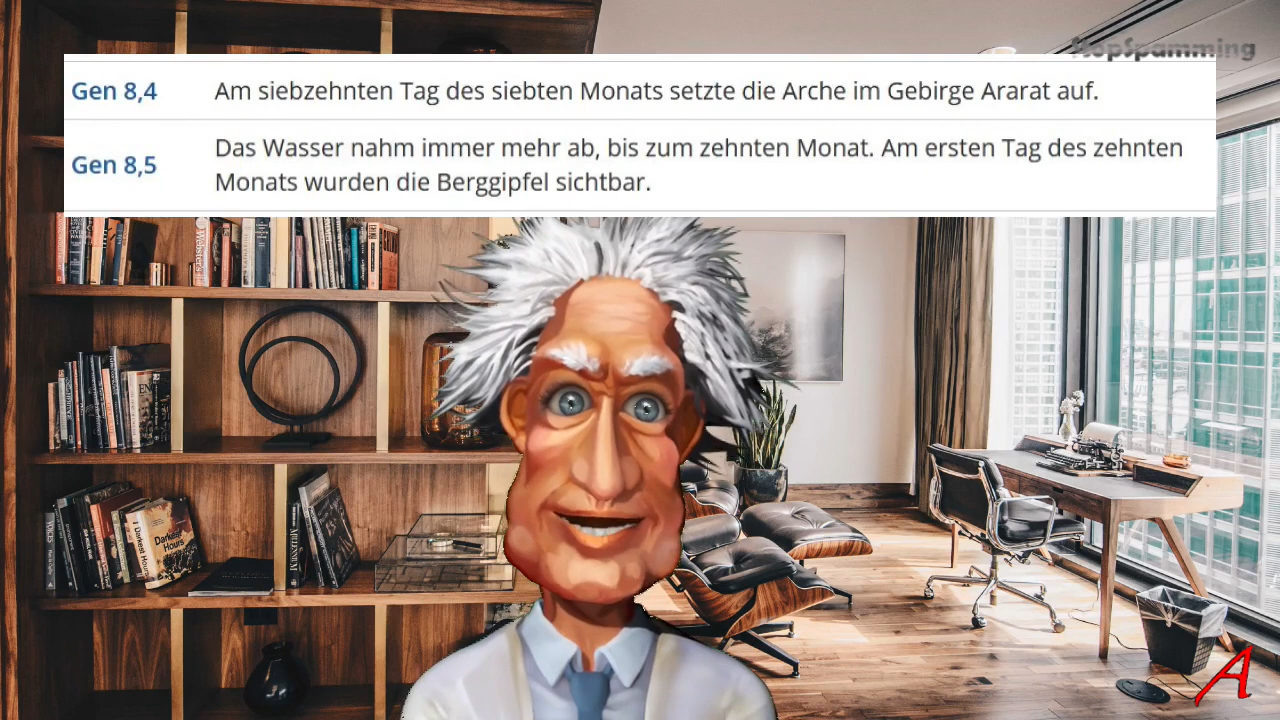 StopSpamming
Gen 8,4 Am siebzehnten Tag des siebten Monats setzte die Arche im Gebirge Ararat auf.
Gen 8,5 Das Wasser nahm immer mehr ab, bis zum zehnten Monat. Am ersten Tag des zehnten
Monats wurden die Berggipfel sichtbar.
Darkest
Hours
A